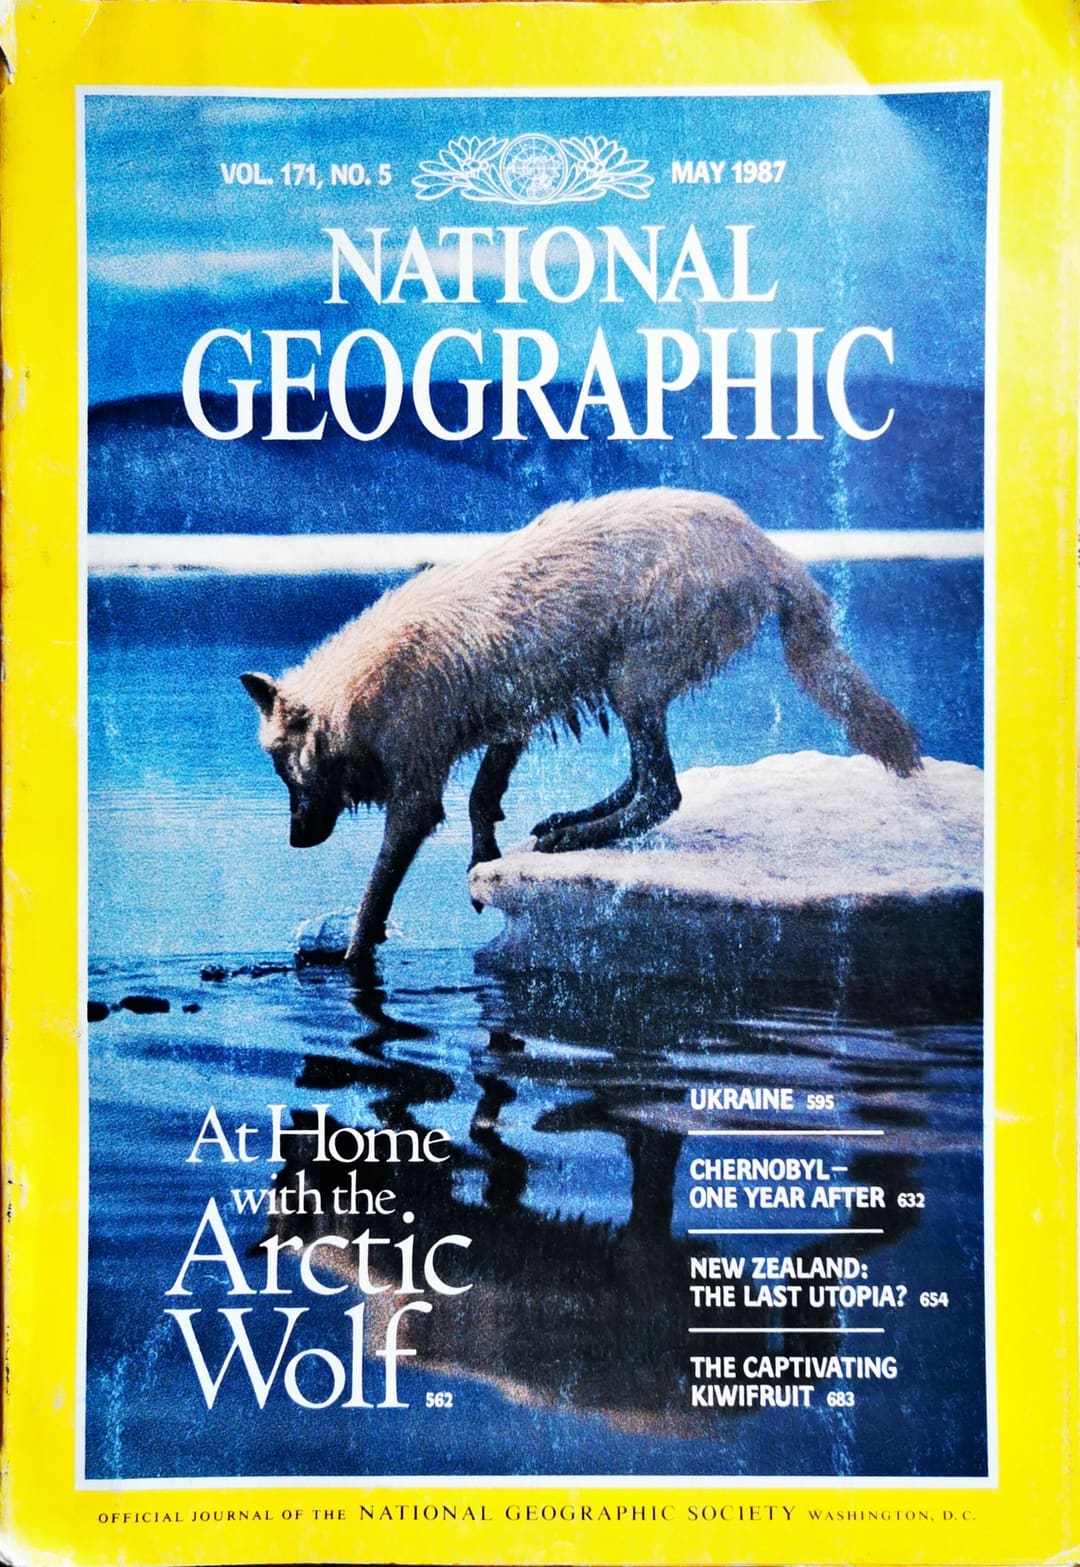 VOL. 171, NO. 5 MAY 1987
NATIONAL
GEOGRAPHIC
At Home
with the
Arctic
Wolf 562
UKRAINE 595
CHERNOBYL–
ONE YEAR AFTER 632
NEW ZEALAND:
THE LAST UTOPIA? 654
THE CAPTIVATING
KIWIFRUIT 683
OFFICIAL JOURNAL OF THE NATIONAL GEOGRAPHIC SOCIETY WASHINGTON, D.C.